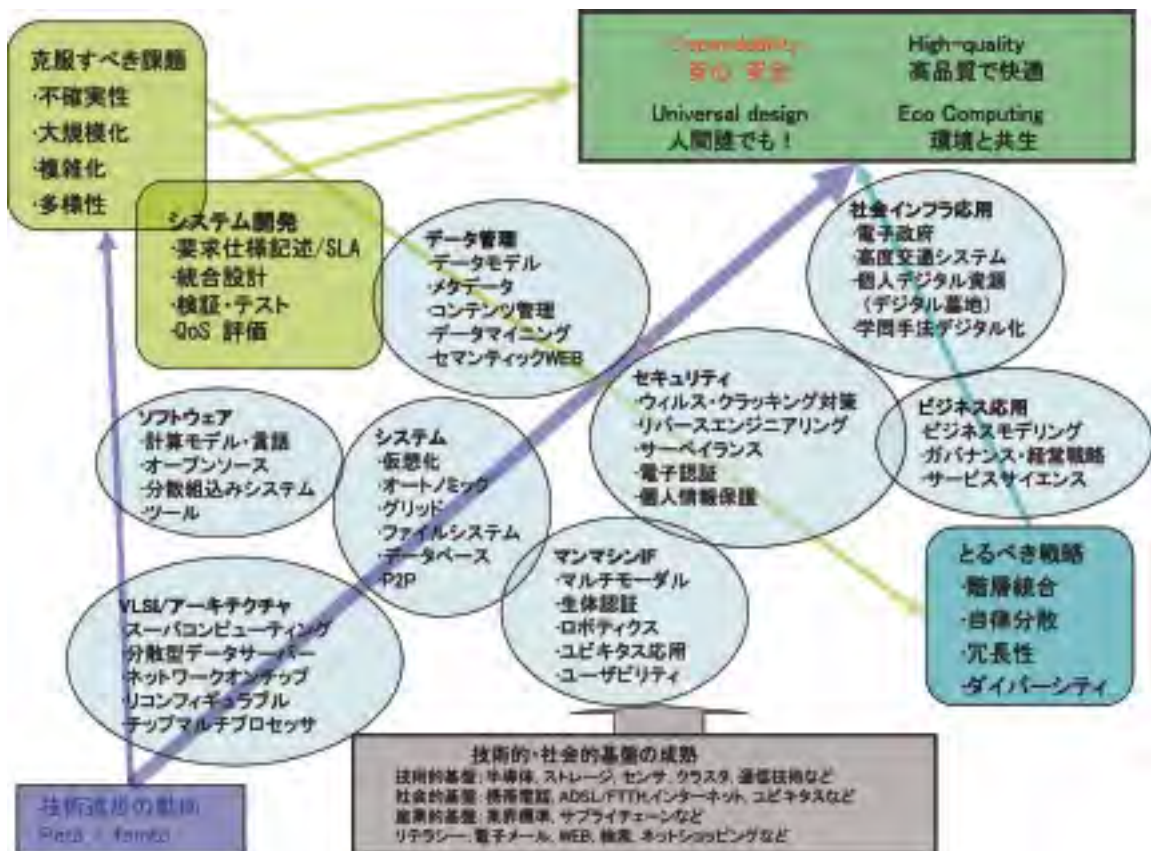 克服すべき課題
・不確実性
・大規模化
・複雑化
・多様性
Dependability
安心 安全
High-quality
高品質で快適
Universal design
人間誰でも！
Eco Computing
環境と共生
システム開発
・要求仕様記述/SLA
・統合設計
・検証・テスト
・QoS 評価
データ管理
・データモデル
・メタデータ
・コンテンツ管理
・データマイニング
・セマンティックWEB
社会インフラ応用
・電子政府
・高度交通システム
・個人デジタル資源
（デジタル墓地）
・学問手法デジタル化
ソフトウェア
・計算モデル・言語
・オープンソース
・分散組込みシステム
・ツール
システム
・仮想化
・オートノミック
・グリッド
・ファイルシステム
・データベース
・P2P
セキュリティ
・ウィルス・クラッキング対策
・リバースエンジニアリング
・サーベイランス
・電子認証
・個人情報保護
ビジネス応用
・ビジネスモデリング
・ガバナンス・経営戦略
・サービスサイエンス
VLSI/アーキテクチャ
・スーパコンピューティング
・分散型データサーバー
・ネットワークオンチップ
・リコンフィギュラブル
・チップマルチプロセッサ
マンマシンIF
・マルチモーダル
・生体認証
・ロボティクス
・ユビキタス応用
・ユーザビリティ
とるべき戦略
・階層統合
・自律分散
・冗長性
・ダイバーシティ
技術的・社会的基盤の成熟
技術的基盤：半導体, ストレージ, センサ, クラスタ, 通信技術など
社会的基盤：携帯電話, ADSL/FTTH,インターネット, ユビキタスなど
産業的基盤：業界標準, サプライチェーンなど
リテラシー：電子メール, WEB, 検索, ネットショッピングなど
技術進歩の動向
Peta / femto